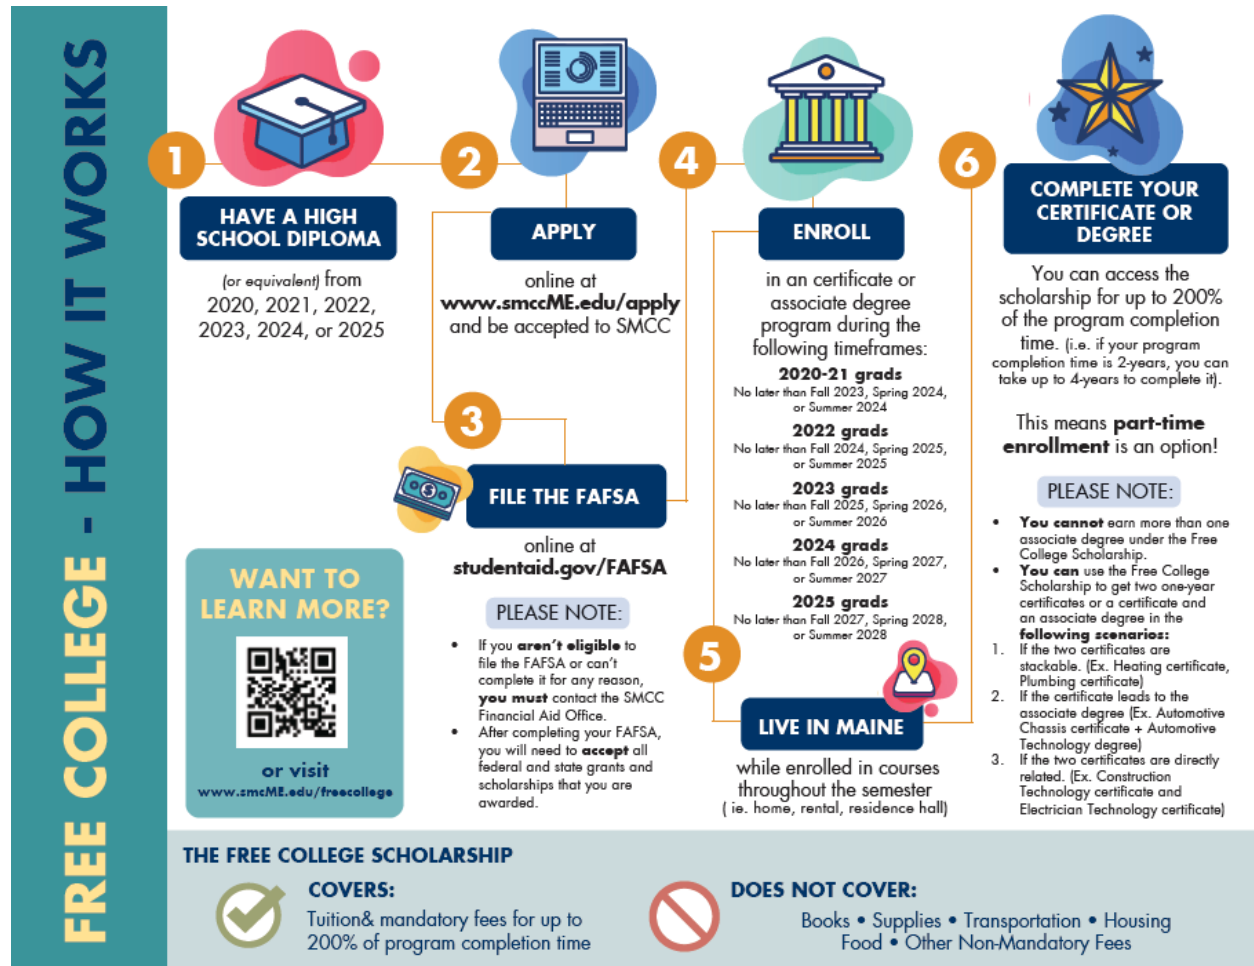 FREE COLLEGE - HOW IT WORKS
1
HAVE A HIGH
SCHOOL DIPLOMA
(or equivalent) from
2020, 2021, 2022,
2023, 2024, or 2025
2
APPLY
online at
www.smccME.edu/apply
and be accepted to SMCC
3
FILE THE FAFSA
online at
studentaid.gov/FAFSA
PLEASE NOTE:
• If you aren't eligible to
file the FAFSA or can't
complete it for any reason,
you must contact the SMCC
Financial Aid Office.
• After completing your FAFSA,
you will need to accept all
federal and state grants and
scholarships that you are
awarded.
4
ENROLL
in an certificate or
associate degree
program during the
following timeframes:
2020-21 grads
No later than Fall 2023, Spring 2024,
or Summer 2024
2022 grads
No later than Fall 2024, Spring 2025,
or Summer 2025
2023 grads
No later than Fall 2025, Spring 2026,
or Summer 2026
2024 grads
No later than Fall 2026, Spring 2027,
or Summer 2027
2025 grads
No later than Fall 2027, Spring 2028,
or Summer 2028
5
LIVE IN MAINE
while enrolled in courses
throughout the semester
( ie. home, rental, residence hall)
6
COMPLETE YOUR
CERTIFICATE OR
DEGREE
You can access the
scholarship for up to 200%
of the program completion
time. (i.e. if your program
completion time is 2-years, you can
take up to 4-years to complete it).
This means part-time
enrollment is an option!
PLEASE NOTE:
• You cannot earn more than one
associate degree under the Free
College Scholarship.
• You can use the Free College
Scholarship to get two one-year
certificates or a certificate and
an associate degree in the
following scenarios:
1. If the two certificates are
stackable. (Ex. Heating certificate,
Plumbing certificate)
2. If the certificate leads to the
associate degree (Ex. Automotive
Chassis certificate + Automotive
Technology degree)
3. If the two certificates are directly
related. (Ex. Construction
Technology certificate and
Electrician Technology certificate)
WANT TO
LEARN MORE?
or visit
www.smcME.edu/freecollege
THE FREE COLLEGE SCHOLARSHIP
COVERS:
Tuition& mandatory fees for up to
200% of program completion time
DOES NOT COVER:
Books • Supplies • Transportation • Housing
Food • Other Non-Mandatory Fees